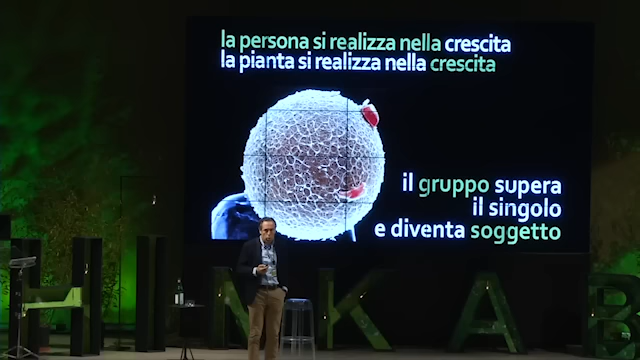 la persona si realizza nella crescita
la pianta si realizza nella crescita
il gruppo supera
il singolo
e diventa soggetto
H I N K A B